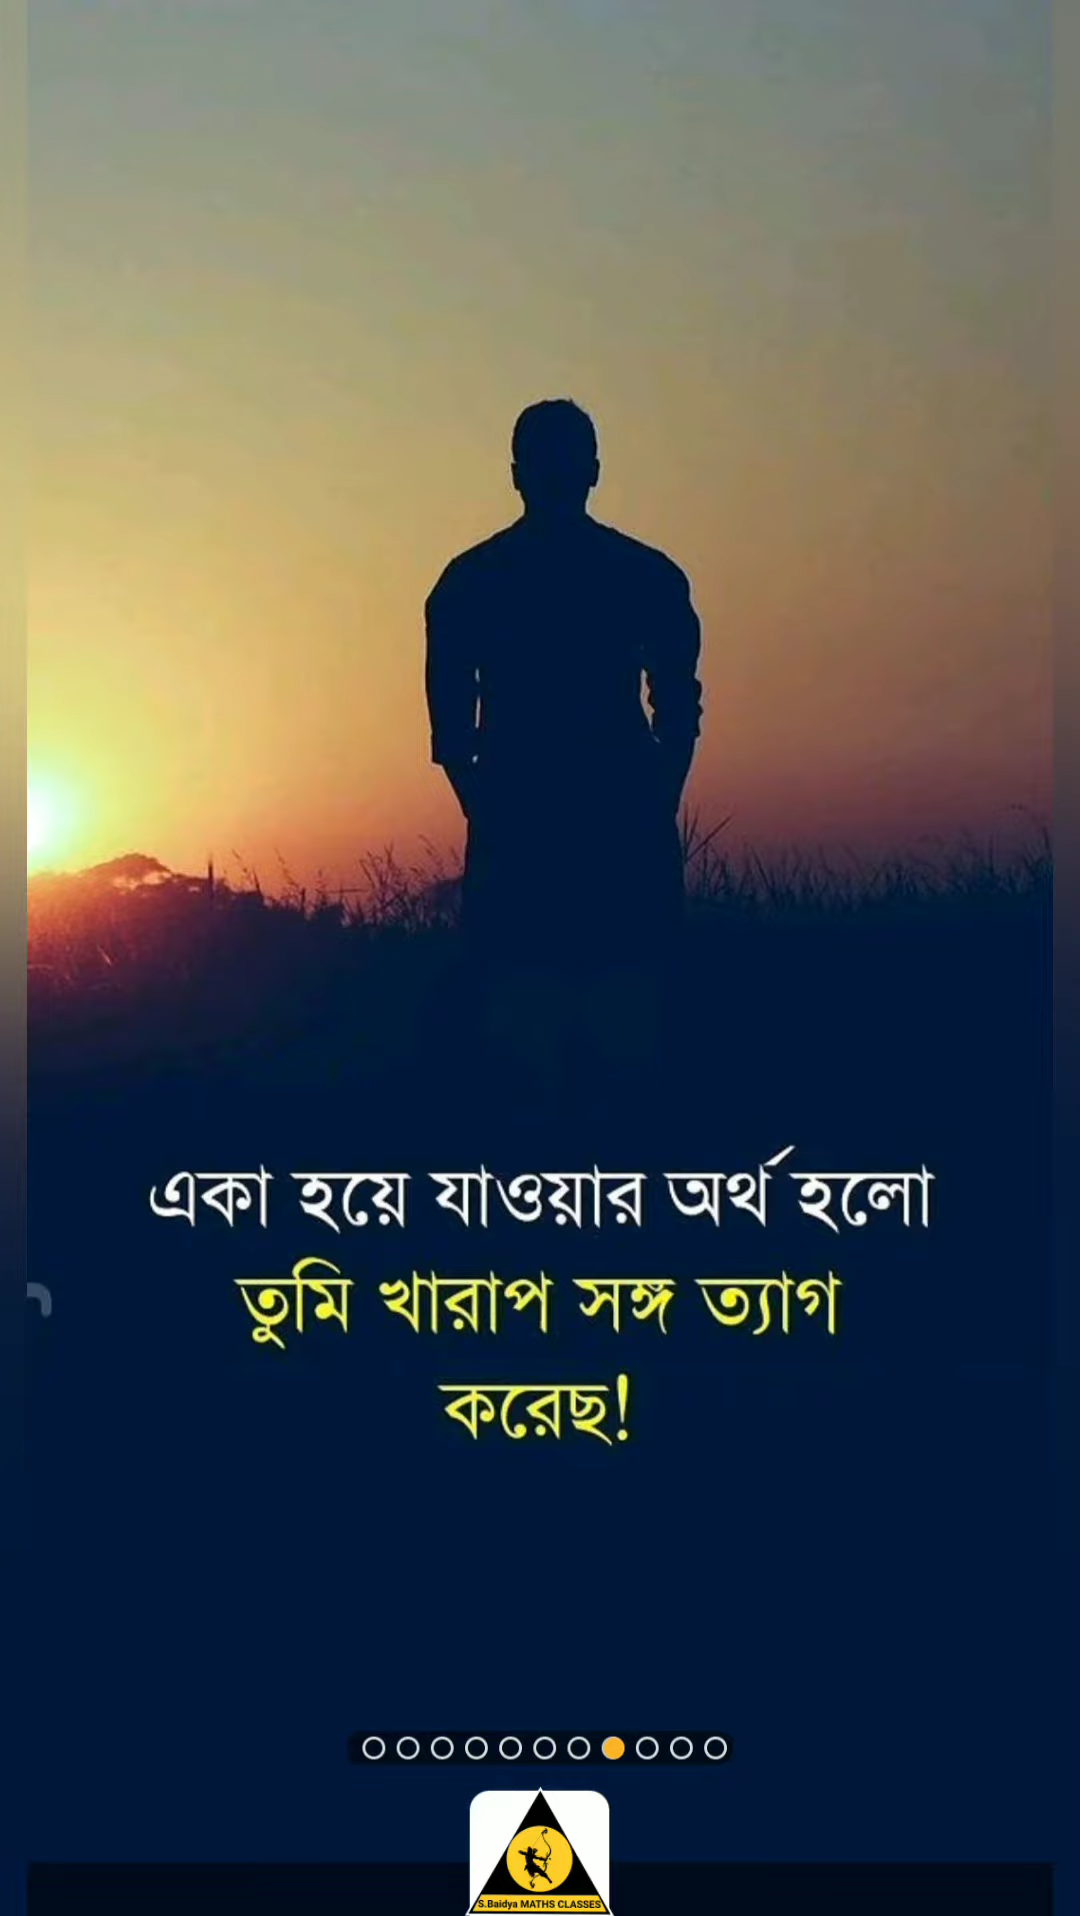 একা হয়ে যাওয়ার অর্থ হলো
তুমি খারাপ সঙ্গ ত্যাগ
করেছ!
S.Baidya MATHS CLASSES